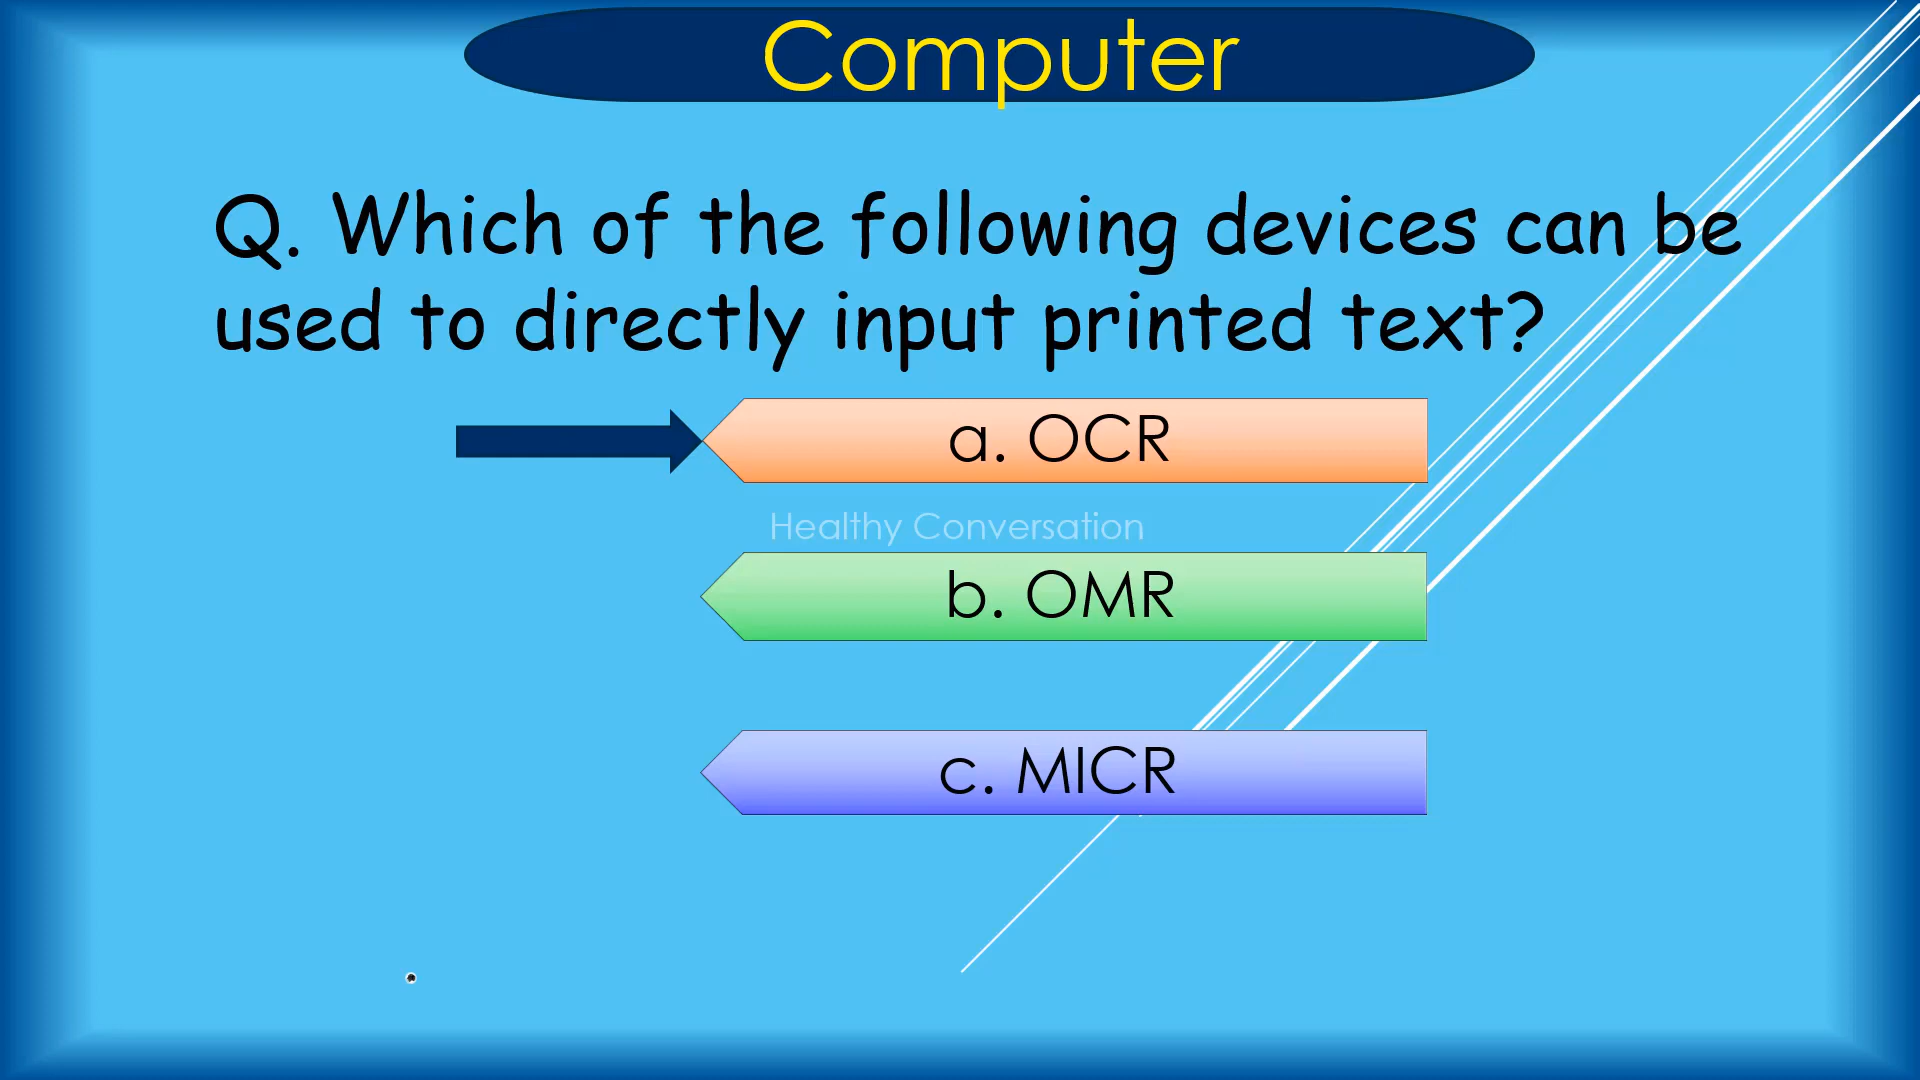 Computer
Q. Which of the following devices can be
used to directly input printed text?
a. OCR
Healthy Conversation
b. OMR
c. MICR